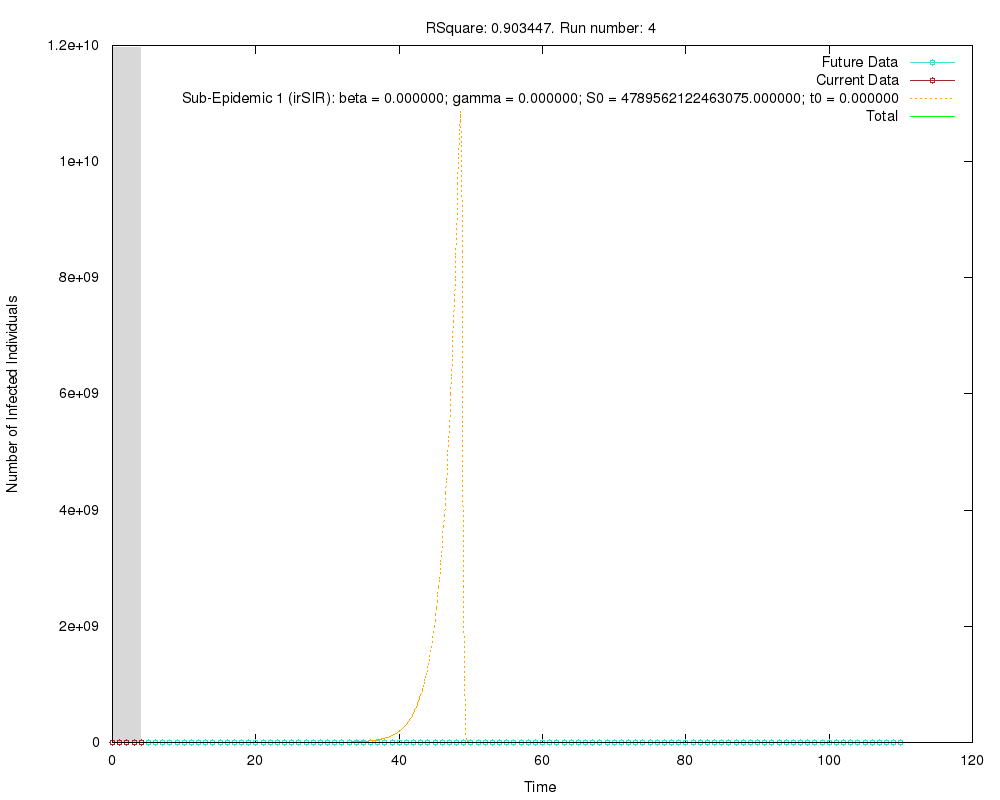 RSquare: 0.903447. Run number: 4
1.2e+10
1e+10
8e+09
6e+09
4e+09
2e+09
0
Number of Infected Individuals
Future Data
Current Data
Sub-Epidemic 1 (irSIR): beta = 0.000000; gamma = 0.000000; S0 = 4789562122463075.000000; t0 = 0.000000
Total
0 20 40 60 80 100 120
Time